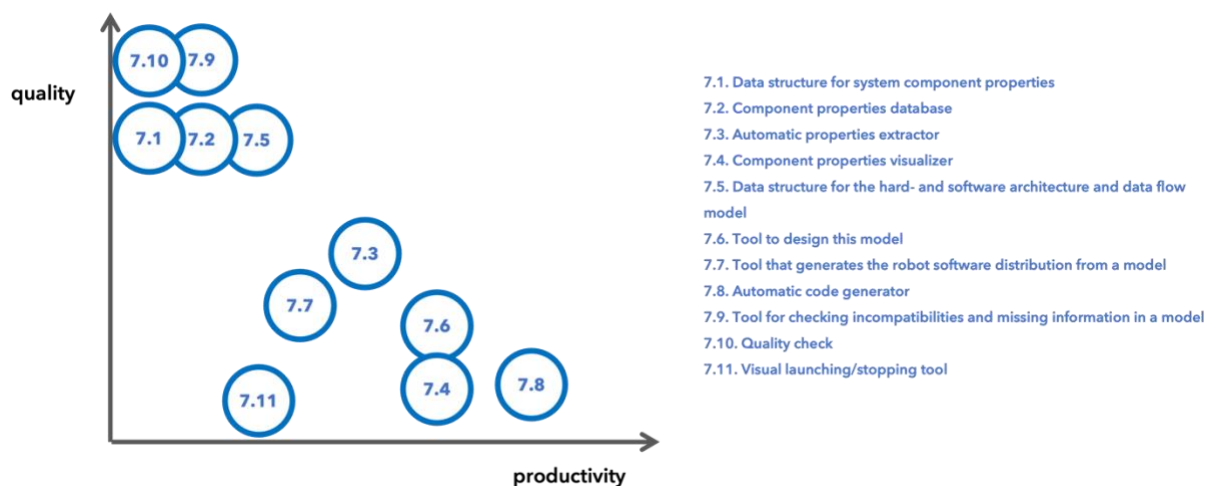 quality
7.10
7.9
7.1
7.2
7.5
7.3
7.7
7.6
7.4
7.8
7.11
productivity
7.1. Data structure for system component properties
7.2. Component properties database
7.3. Automatic properties extractor
7.4. Component properties visualizer
7.5. Data structure for the hard- and software architecture and data flow
model
7.6. Tool to design this model
7.7. Tool that generates the robot software distribution from a model
7.8. Automatic code generator
7.9. Tool for checking incompatibilities and missing information in a model
7.10. Quality check
7.11. Visual launching/stopping tool